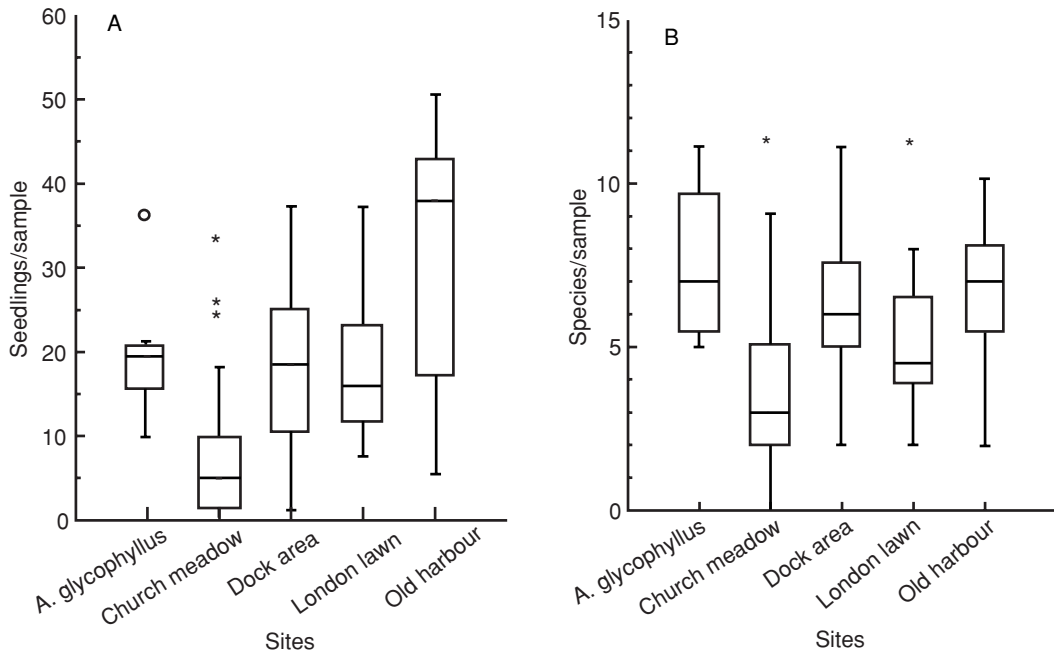 A
60
50
40
30
20
10
0
Seedlings/sample
A. glycophyllus
Church meadow
Dock area
London lawn
Old harbour
Sites
B
15
10
5
0
Species/sample
A. glycophyllus
Church meadow
Dock area
London lawn
Old harbour
Sites